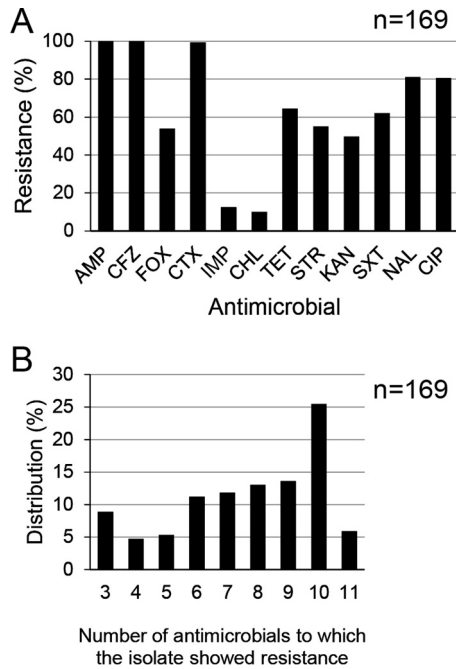 A
n=169
Resistance (%)
100
80
60
40
20
0
AMP CFZ FOX CTX IMP CHL TET STR KAN SXT NAL CIP
Antimicrobial
B
n=169
Distribution (%)
30
25
20
15
10
5
0
3 4 5 6 7 8 9 10 11
Number of antimicrobials to which
the isolate showed resistance